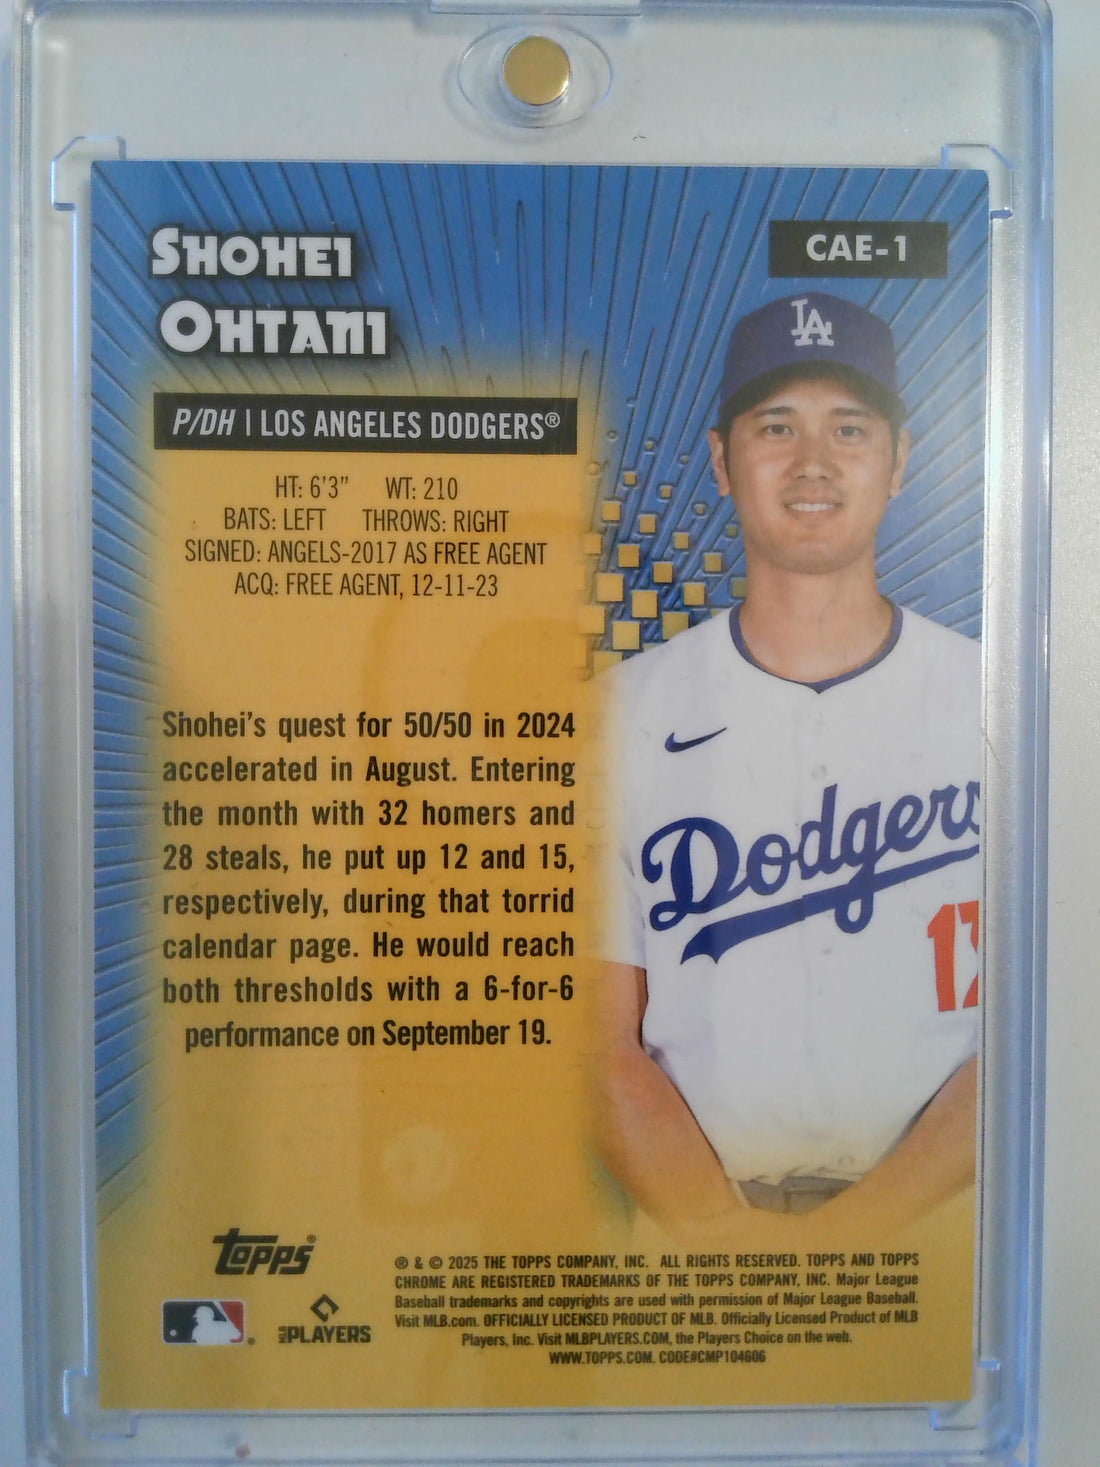 SHOHEI
OHTANI
CAE-1
LA
P/DH | LOS ANGELES DODGERS®
HT: 6'3" WT: 210
BATS: LEFT THROWS: RIGHT
SIGNED: ANGELS-2017 AS FREE AGENT
ACQ: FREE AGENT, 12-11-23
Shohei's quest for 50/50 in 2024
accelerated in August. Entering
the month with 32 homers and
28 steals, he put up 12 and 15,
respectively, during that torrid
calendar page. He would reach
both thresholds with a 6-for-6
performance on September 19.
Dodgers
17
topps®
PLAYERS
® & © 2025 THE TOPPS COMPANY, INC. ALL RIGHTS RESERVED. TOPPS AND TOPPS
CHROME ARE REGISTERED TRADEMARKS OF THE TOPPS COMPANY, INC. Major League
Baseball trademarks and copyrights are used with permission of Major League Baseball.
Visit MLB.com. OFFICIALLY LICENSED PRODUCT OF MLB. Officially Licensed Product of MLB
Players, Inc. Visit MLBPLAYERS.COM, the Players Choice on the web.
WWW.TOPPS.COM. CODE#CMP104606